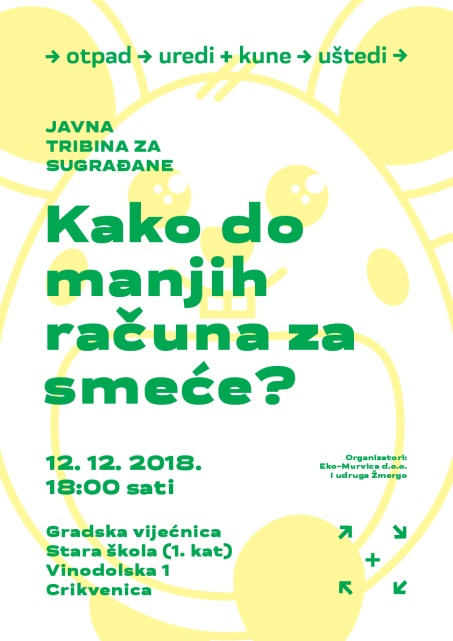 → otpad → uredi + kune → uštedi →
JAVNA
TRIBINA ZA
SUGRAĐANE
Kako do
manjih
računa za
smeće?
12. 12. 2018.
18:00 sati
Organizatori:
Eko-Murvica d.o.o.
i udruga Žmergo
Gradska vijećnica
Stara škola (1. kat)
Vinodolska 1
Crikvenica